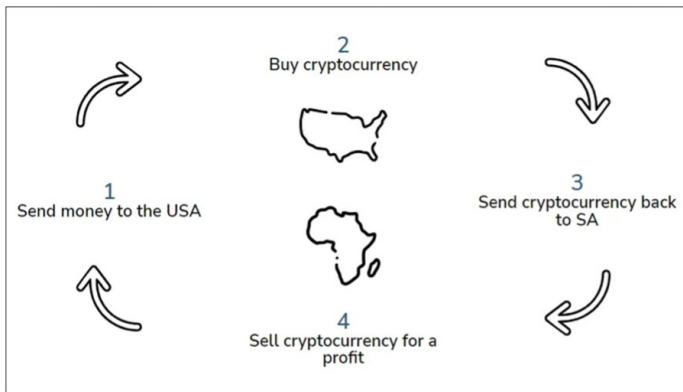 1
Send money to the USA
2
Buy cryptocurrency
3
Send cryptocurrency back
to SA
4
Sell cryptocurrency for a
profit